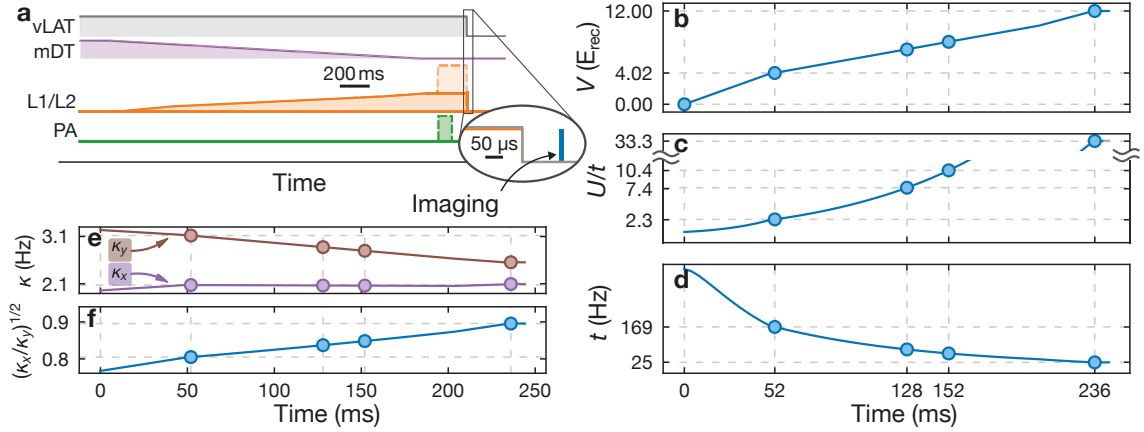 a
vLAT
mDT
200 ms
L1/L2
PA
50 µs
Time
Imaging
b
V (E_rec)
12.00
4.02
0.00
c
U/t
33.3
10.4
7.4
2.3
d
t (Hz)
169
25
0 52 128 152 236
Time (ms)
e
κ (Hz)
3.1
2.1
κ_y
κ_x
f
(κ_x/κ_y)^1/2
0.9
0.8
0 50 100 150 200 250
Time (ms)